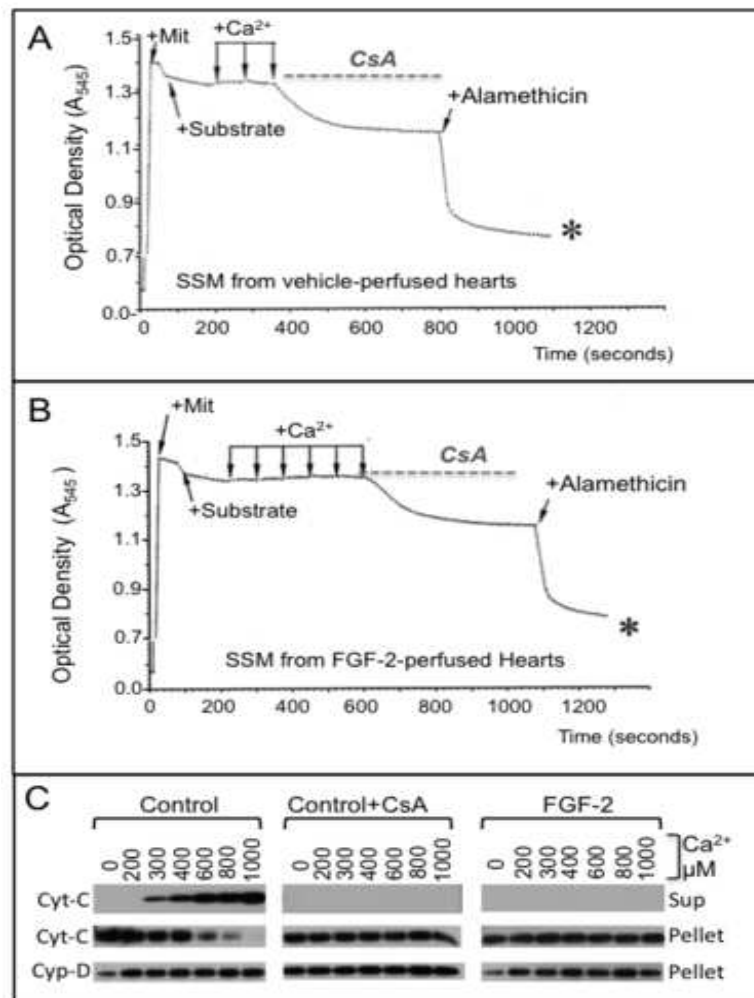 A
+Mit
+Ca²⁺
CsA
+Substrate
+Alamethicin
*
Optical Density (A₅₄₅)
1.5
1.3
1.1
0.9
0.7
0.0
SSM from vehicle-perfused hearts
0 200 400 600 800 1000 1200
Time (seconds)
B
+Mit
+Ca²⁺
CsA
+Substrate
+Alamethicin
*
Optical Density (A₅₄₅)
1.5
1.3
1.1
0.9
0.7
0.0
SSM from FGF-2-perfused Hearts
0 200 400 600 800 1000 1200
Time (seconds)
C
Control Control+CsA FGF-2
0 200 300 400 600 800 1000 0 200 300 400 600 800 1000 0 200 300 400 600 800 1000 Ca²⁺ µM
Cyt-C Sup
Cyt-C Pellet
Cyp-D Pellet